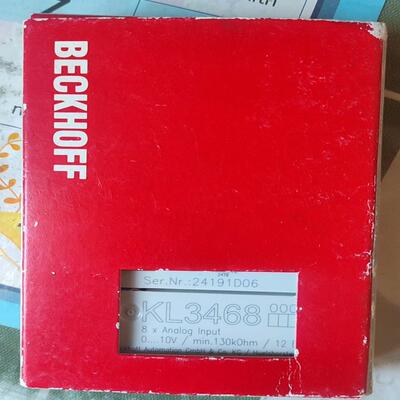 BECKHOFF
Ser.Nr.:24191D06
KL3468
8 x Analog Input
0....10V / min.130kOhm / 12